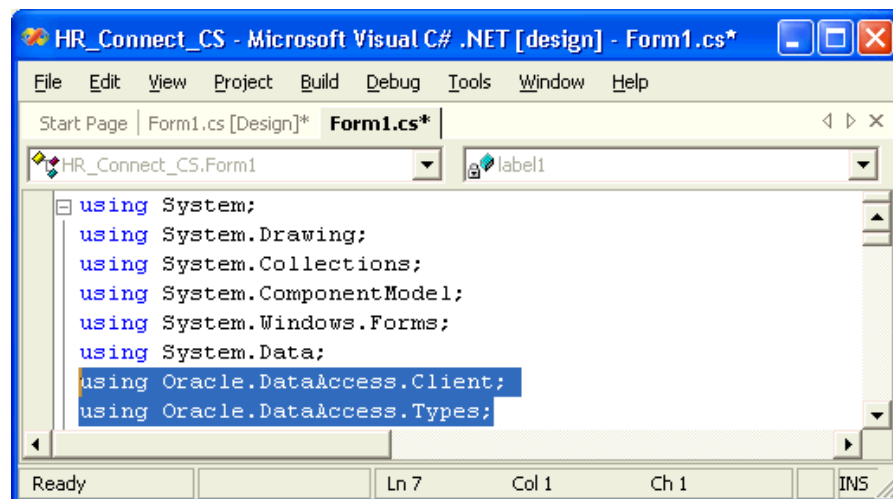 HR_Connect_CS - Microsoft Visual C# .NET [design] - Form1.cs*
File Edit View Project Build Debug Tools Window Help
Start Page Form1.cs [Design]* Form1.cs*
HR_Connect_CS.Form1 label1
using System;
using System.Drawing;
using System.Collections;
using System.ComponentModel;
using System.Windows.Forms;
using System.Data;
using Oracle.DataAccess.Client;
using Oracle.DataAccess.Types;
Ready Ln 7 Col 1 Ch 1 INS